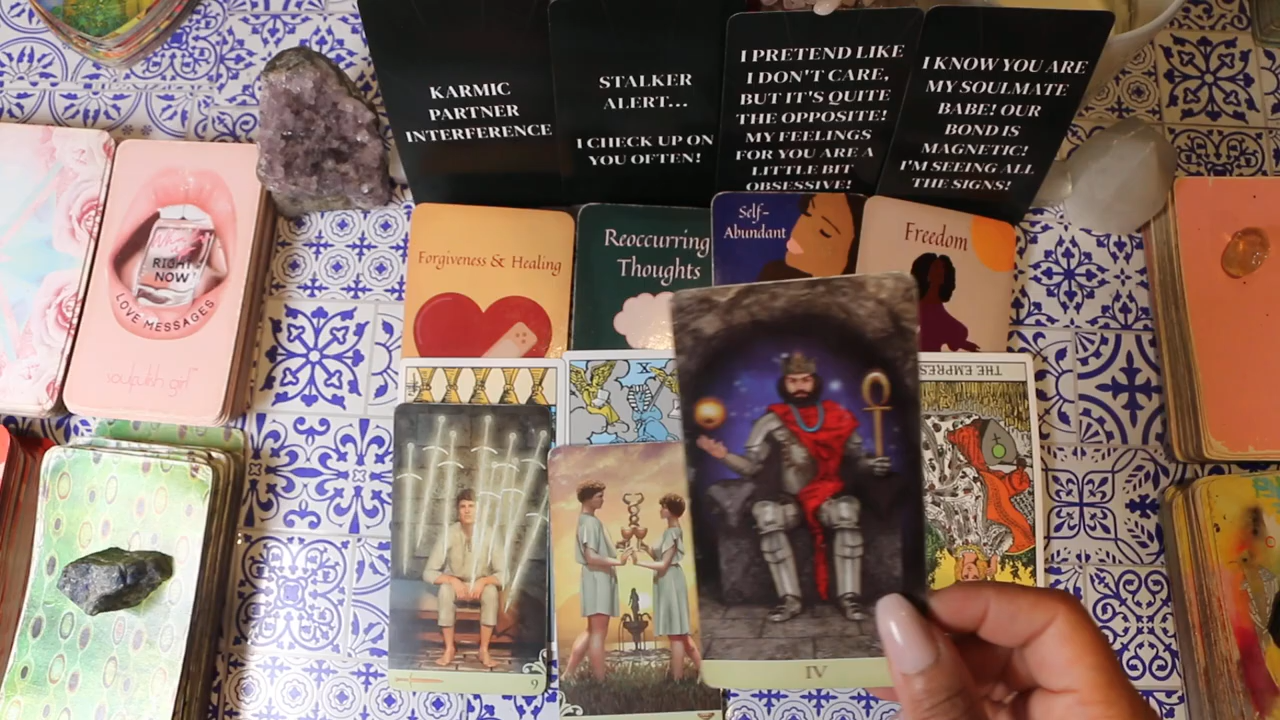 KARMIC
PARTNER
INTERFERENCE
STALKER
ALERT...
I CHECK UP ON
YOU OFTEN!
I PRETEND LIKE
I DON'T CARE,
BUT IT'S QUITE
THE OPPOSITE!
MY FEELINGS
FOR YOU ARE A
LITTLE BIT
OBSESSIVE!
I KNOW YOU ARE
MY SOULMATE
BABE! OUR
BOND IS
MAGNETIC!
I'M SEEING ALL
THE SIGNS!
RIGHT
NOW
LOVE MESSAGES
Forgiveness & Healing
Reoccurring
Thoughts
Self-
Abundant
Freedom
X
THE EMPRES
9
IV